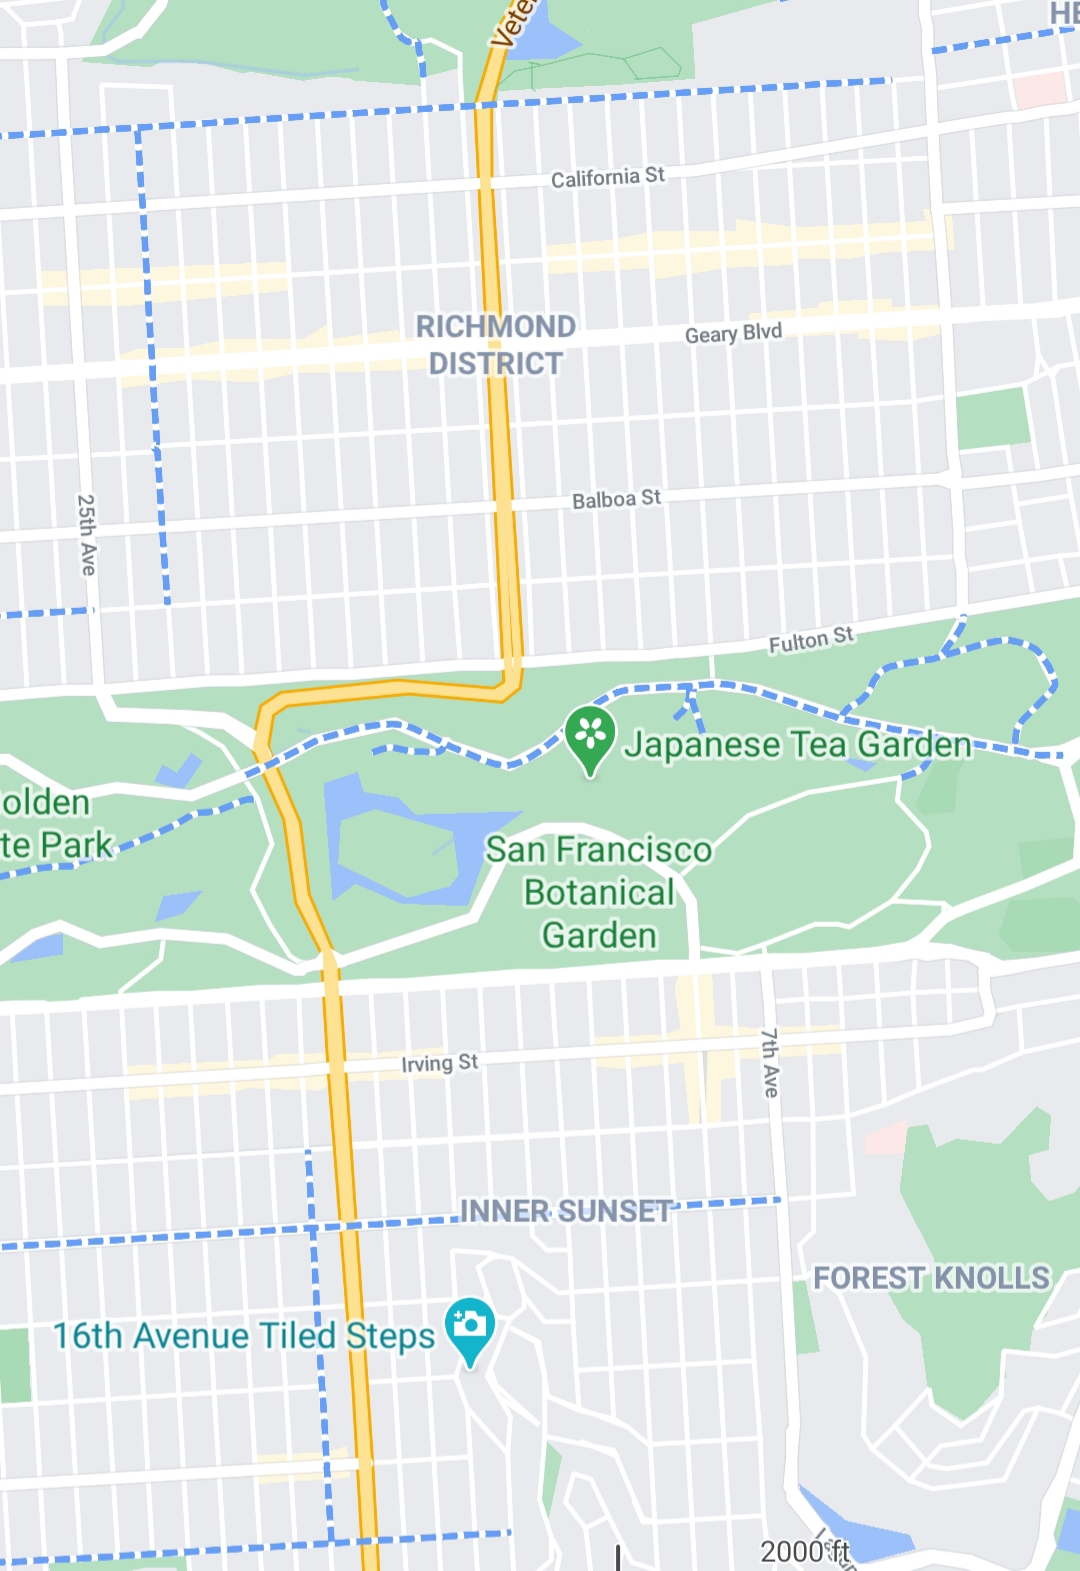 Vete
HE
California St
RICHMOND
DISTRICT
Geary Blvd
25th Ave
Balboa St
Fulton St
Japanese Tea Garden
olden
te Park
San Francisco
Botanical
Garden
Irving St
7th Ave
INNER SUNSET
FOREST KNOLLS
16th Avenue Tiled Steps
2000 ft